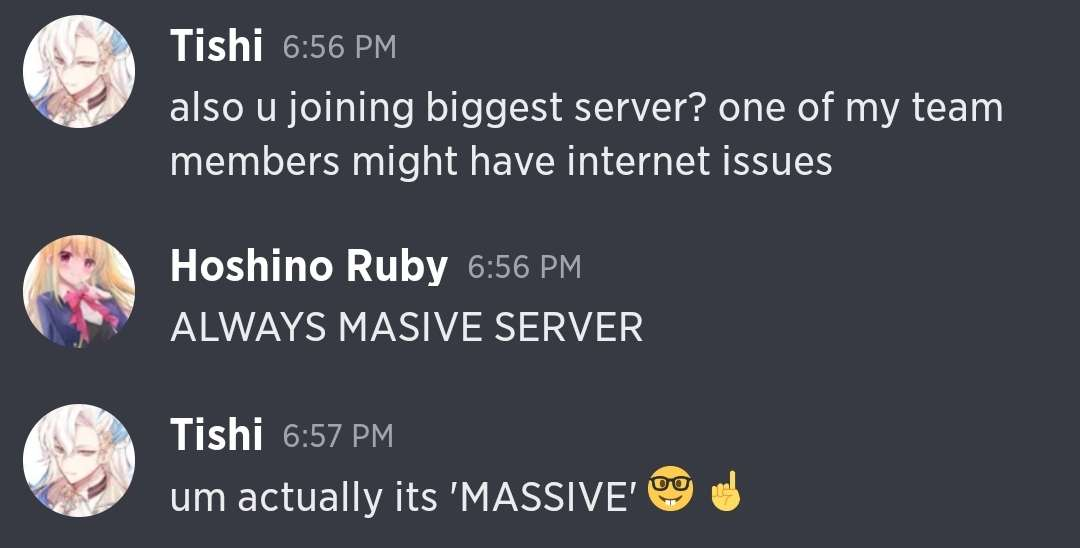 Tishi 6:56 PM
also u joining biggest server? one of my team
members might have internet issues
Hoshino Ruby 6:56 PM
ALWAYS MASIVE SERVER
Tishi 6:57 PM
um actually its 'MASSIVE' 🤓 ☝️